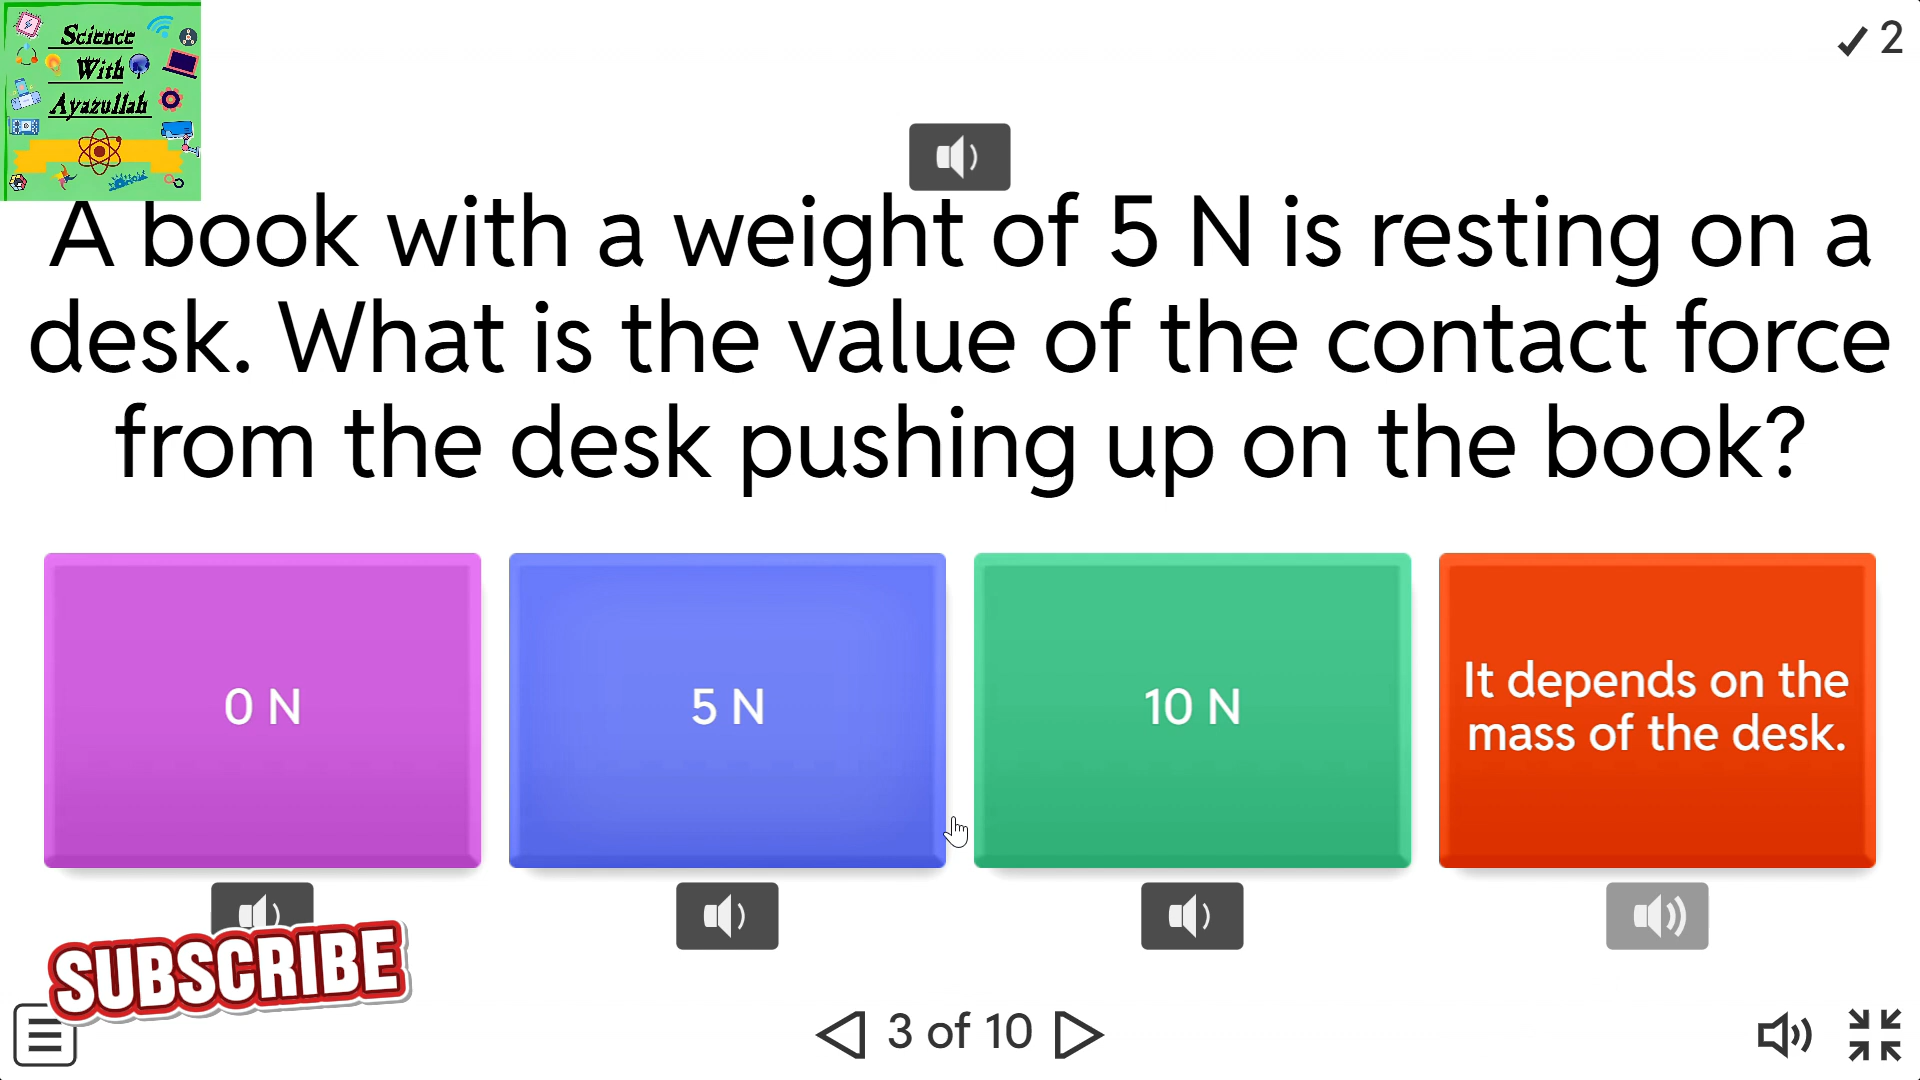 Science
With
Ayazullah
2
A book with a weight of 5 N is resting on a
desk. What is the value of the contact force
from the desk pushing up on the book?
0 N
5 N
10 N
It depends on the
mass of the desk.
SUBSCRIBE
3 of 10